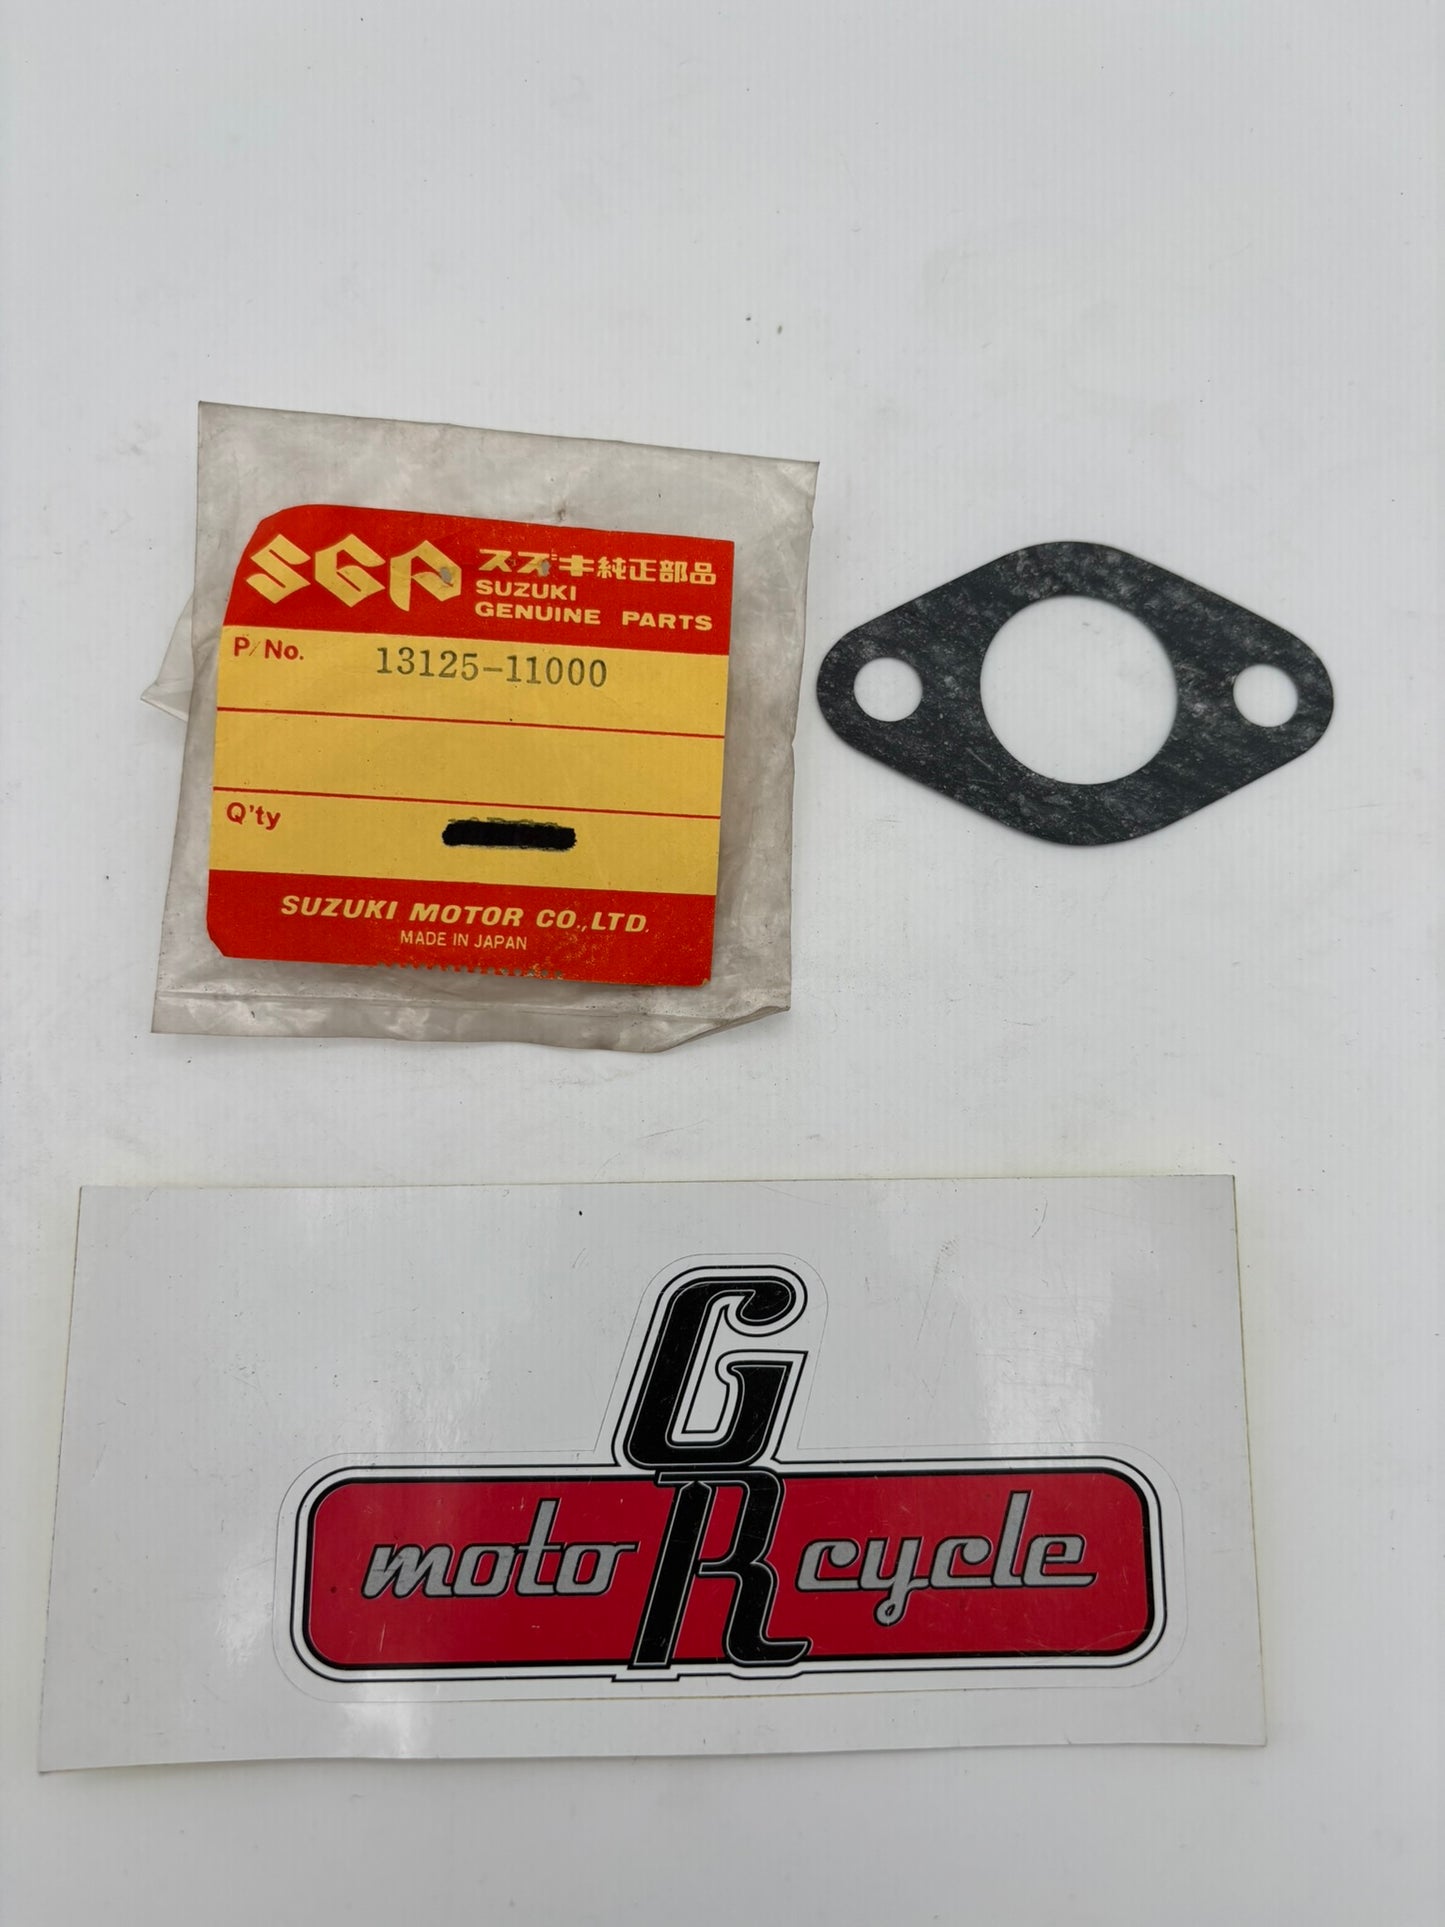 SGP スズキ純正部品
SUZUKI
GENUINE PARTS
P/No. 13125-11000
Q'ty
SUZUKI MOTOR CO.,LTD.
MADE IN JAPAN
GR
moto cycle